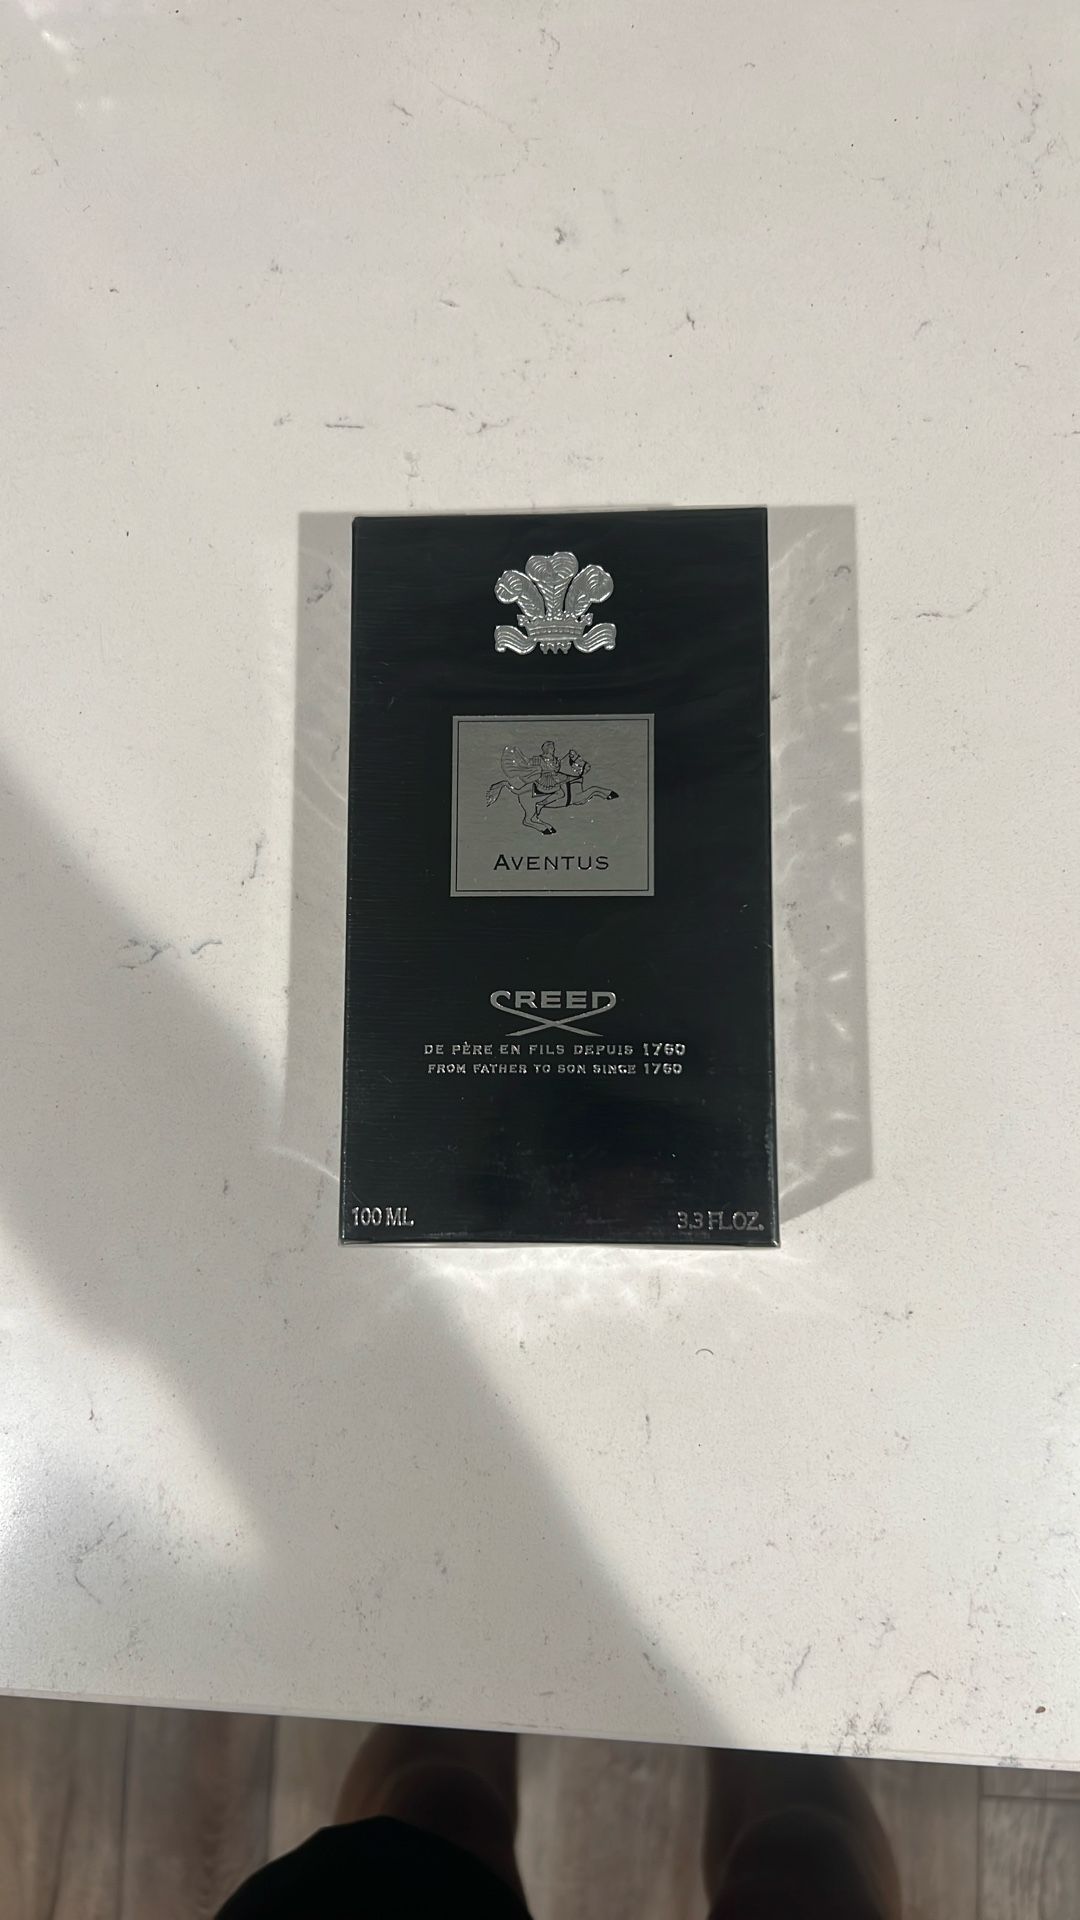 AVENTUS
CREED
DE PÈRE EN FILS DEPUIS 1760
FROM FATHER TO SON SINCE 1760
100 ML
3.3 FL.OZ.